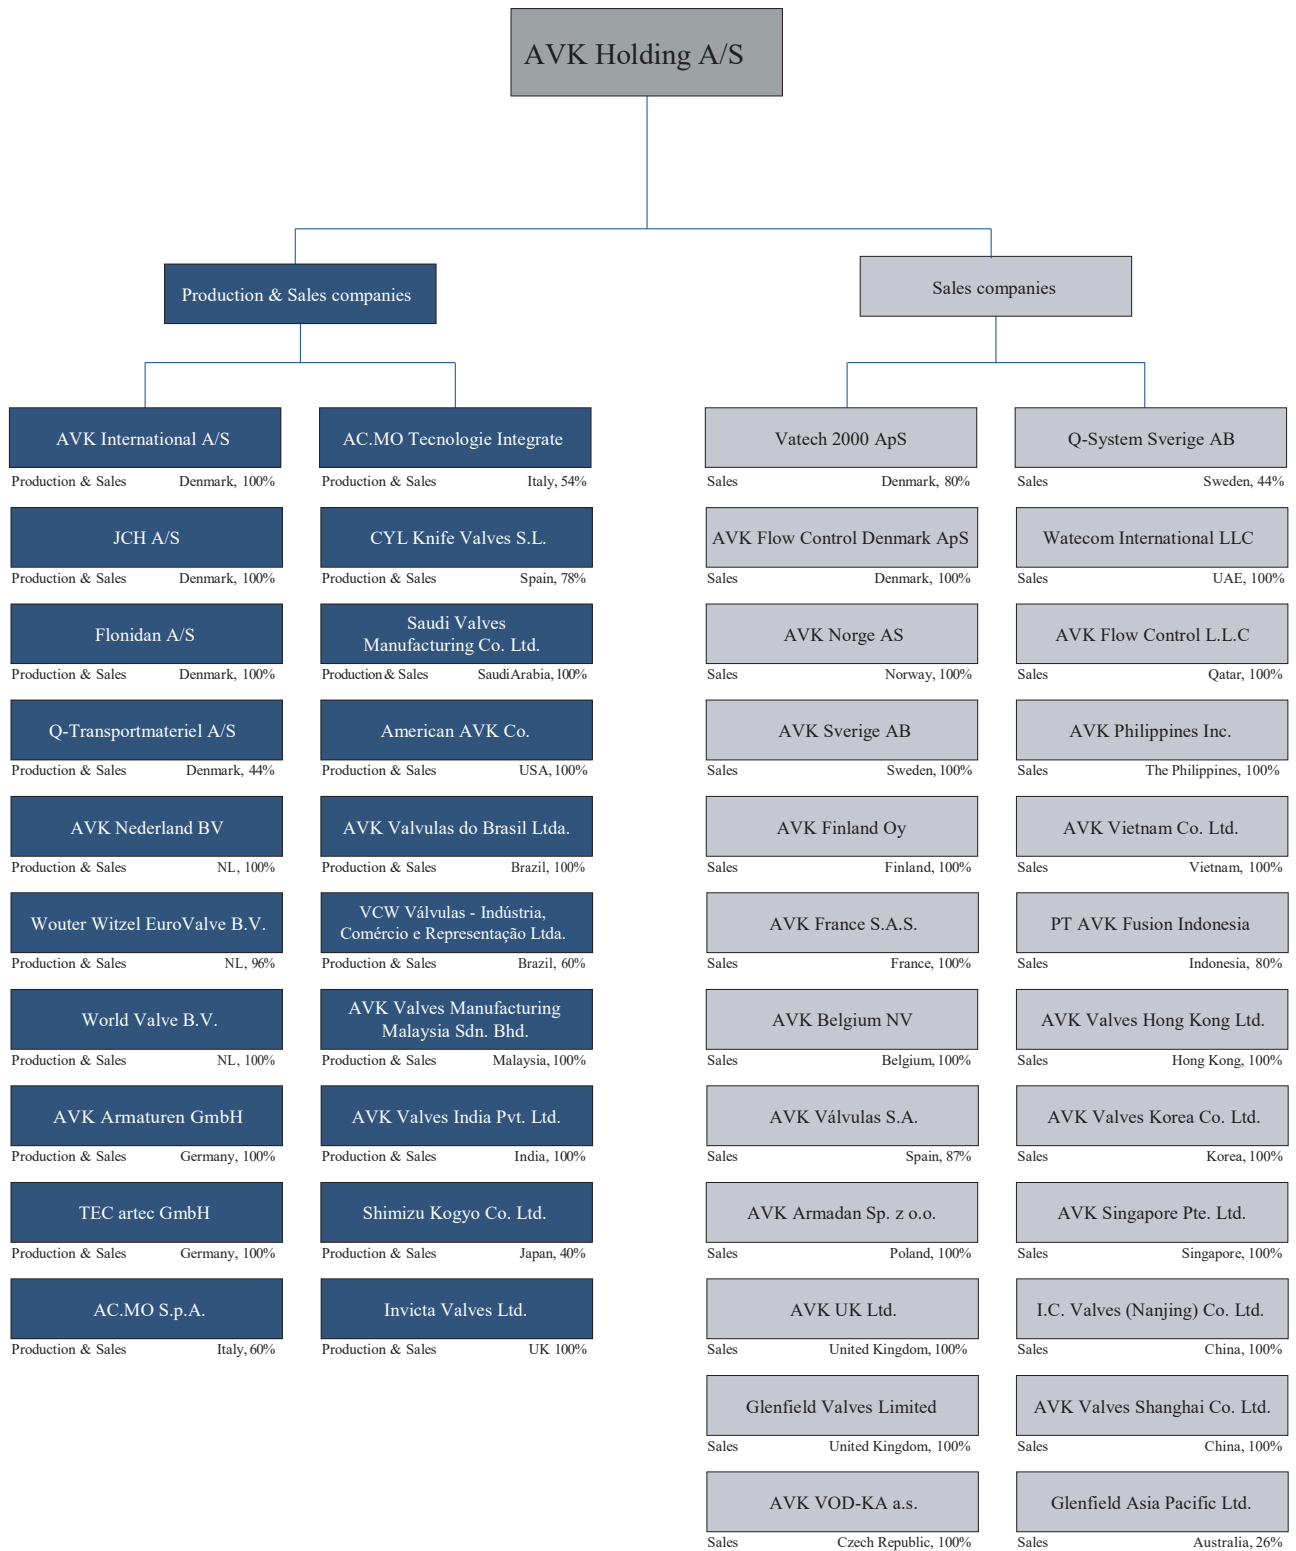 AVK Holding A/S
Production & Sales companies
Sales companies
AVK International A/S
Production & Sales Denmark, 100%
JCH A/S
Production & Sales Denmark, 100%
Flonidan A/S
Production & Sales Denmark, 100%
Q-Transportmateriel A/S
Production & Sales Denmark, 44%
AVK Nederland BV
Production & Sales NL, 100%
Wouter Witzel EuroValve B.V.
Production & Sales NL, 96%
World Valve B.V.
Production & Sales NL, 100%
AVK Armaturen GmbH
Production & Sales Germany, 100%
TEC artec GmbH
Production & Sales Germany, 100%
AC.MO S.p.A.
Production & Sales Italy, 60%
AC.MO Tecnologie Integrate
Production & Sales Italy, 54%
CYL Knife Valves S.L.
Production & Sales Spain, 78%
Saudi Valves
Manufacturing Co. Ltd.
Production & Sales Saudi Arabia, 100%
American AVK Co.
Production & Sales USA, 100%
AVK Valvulas do Brasil Ltda.
Production & Sales Brazil, 100%
VCW Válvulas - Indústria,
Comércio e Representação Ltda.
Production & Sales Brazil, 60%
AVK Valves Manufacturing
Malaysia Sdn. Bhd.
Production & Sales Malaysia, 100%
AVK Valves India Pvt. Ltd.
Production & Sales India, 100%
Shimizu Kogyo Co. Ltd.
Production & Sales Japan, 40%
Invicta Valves Ltd.
Production & Sales UK 100%
Vatech 2000 ApS
Sales Denmark, 80%
AVK Flow Control Denmark ApS
Sales Denmark, 100%
AVK Norge AS
Sales Norway, 100%
AVK Sverige AB
Sales Sweden, 100%
AVK Finland Oy
Sales Finland, 100%
AVK France S.A.S.
Sales France, 100%
AVK Belgium NV
Sales Belgium, 100%
AVK Válvulas S.A.
Sales Spain, 87%
AVK Armadan Sp. z o.o.
Sales Poland, 100%
AVK UK Ltd.
Sales United Kingdom, 100%
Glenfield Valves Limited
Sales United Kingdom, 100%
AVK VOD-KA a.s.
Sales Czech Republic, 100%
Q-System Sverige AB
Sales Sweden, 44%
Watecom International LLC
Sales UAE, 100%
AVK Flow Control L.L.C
Sales Qatar, 100%
AVK Philippines Inc.
Sales The Philippines, 100%
AVK Vietnam Co. Ltd.
Sales Vietnam, 100%
PT AVK Fusion Indonesia
Sales Indonesia, 80%
AVK Valves Hong Kong Ltd.
Sales Hong Kong, 100%
AVK Valves Korea Co. Ltd.
Sales Korea, 100%
AVK Singapore Pte. Ltd.
Sales Singapore, 100%
I.C. Valves (Nanjing) Co. Ltd.
Sales China, 100%
AVK Valves Shanghai Co. Ltd.
Sales China, 100%
Glenfield Asia Pacific Ltd.
Sales Australia, 26%